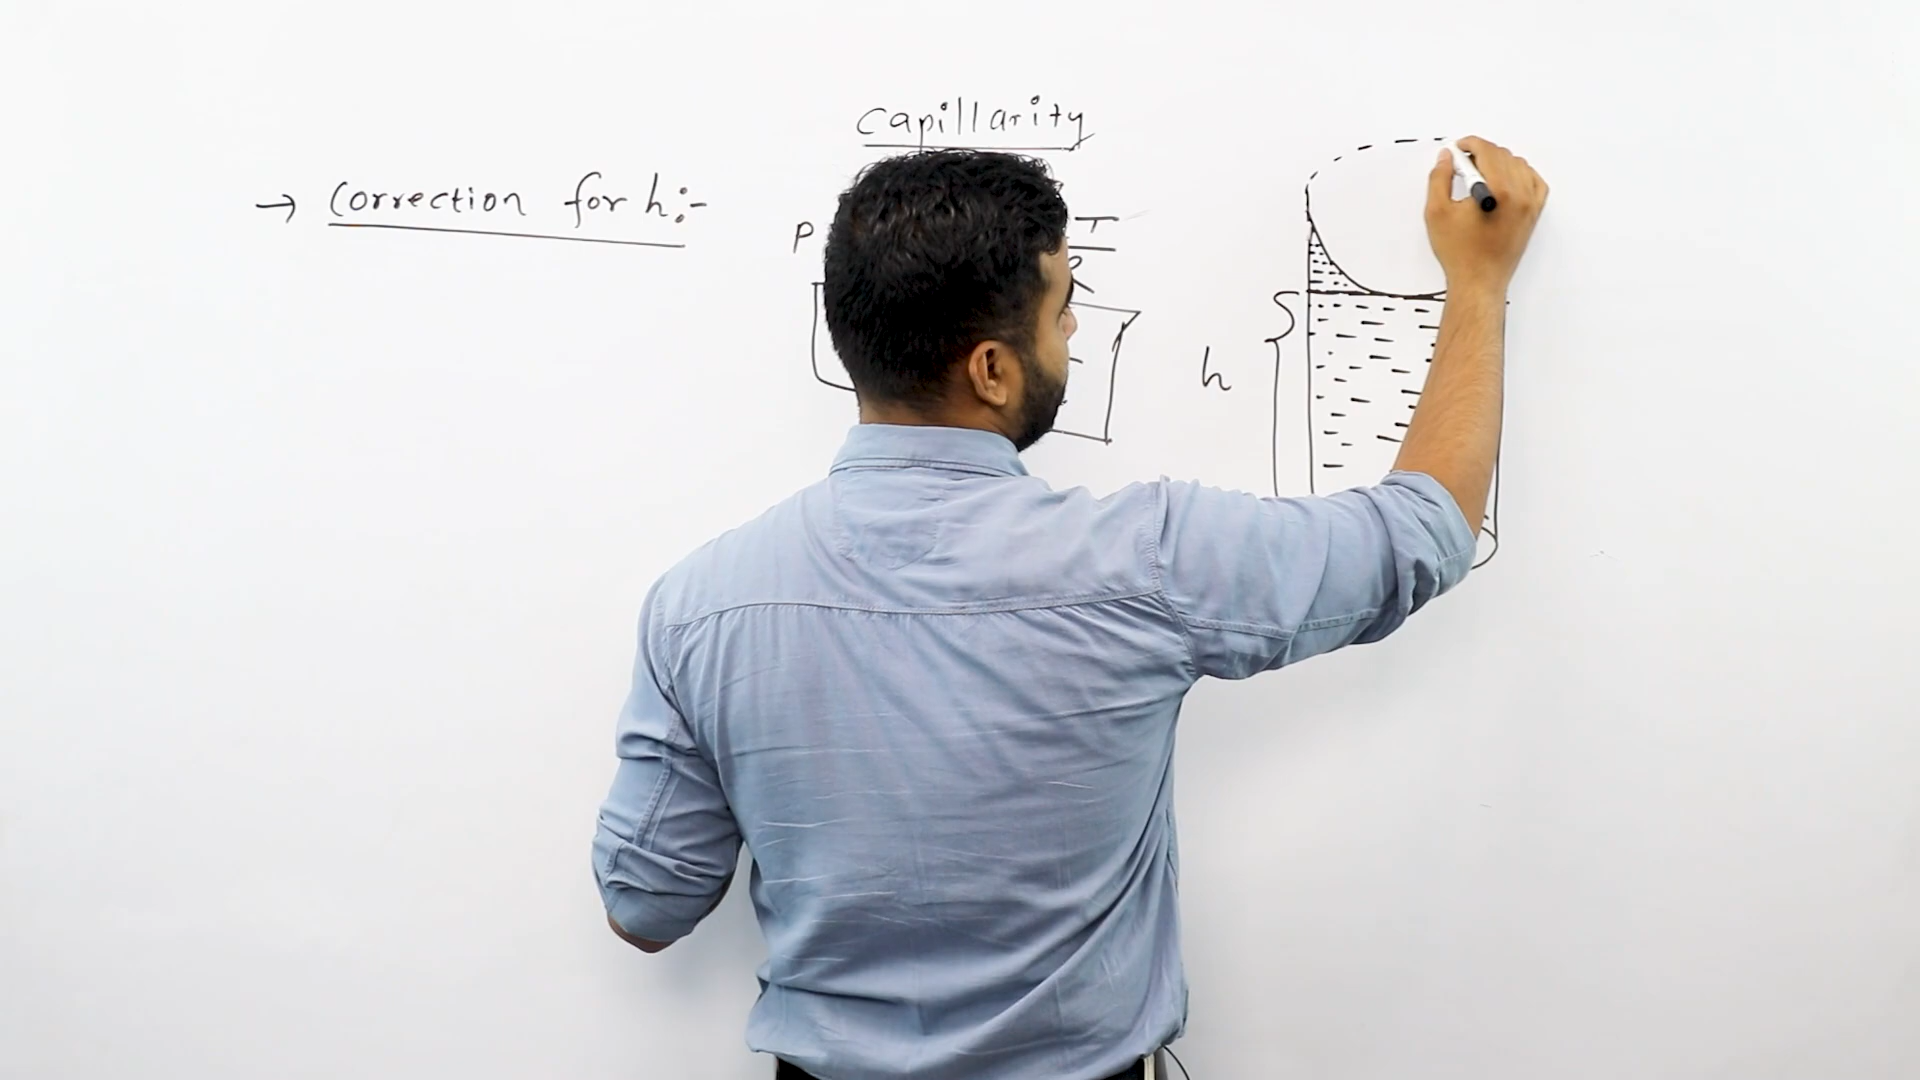 Capillarity
→ Correction for h:-
P
T
R
h